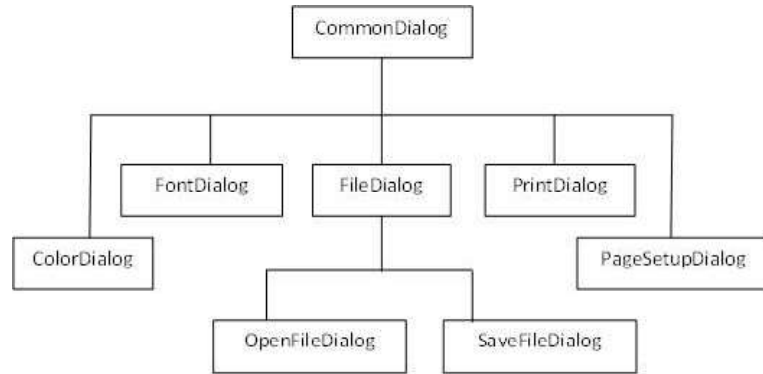 CommonDialog
FontDialog
FileDialog
PrintDialog
ColorDialog
PageSetupDialog
OpenFileDialog
SaveFileDialog